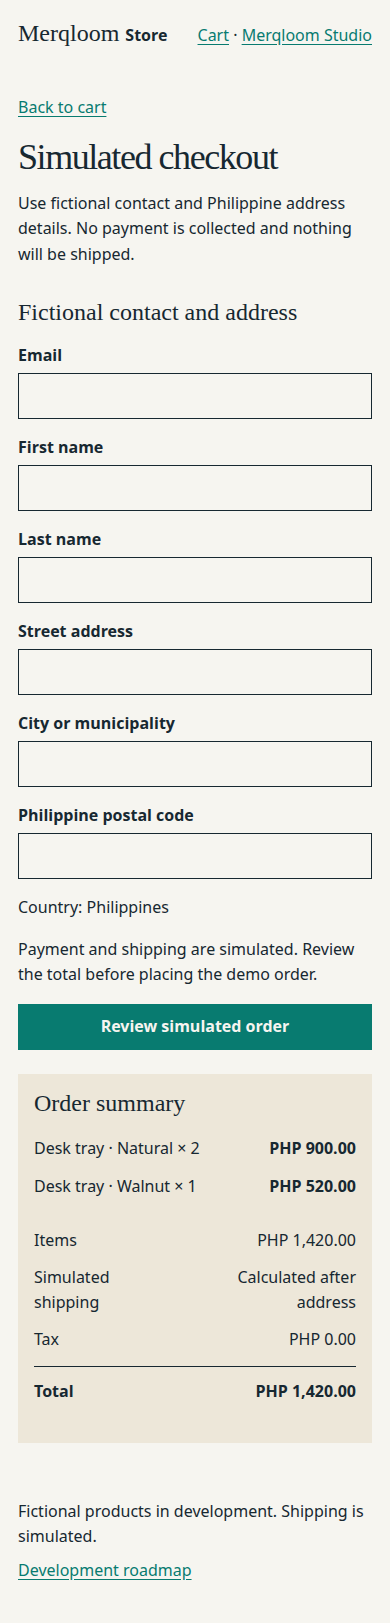 Merqloom Store Cart · Merqloom Studio
Back to cart
Simulated checkout
Use fictional contact and Philippine address
details. No payment is collected and nothing
will be shipped.
Fictional contact and address
Email
First name
Last name
Street address
City or municipality
Philippine postal code
Country: Philippines
Payment and shipping are simulated. Review
the total before placing the demo order.
Review simulated order
Order summary
Desk tray · Natural × 2 PHP 900.00
Desk tray · Walnut × 1 PHP 520.00
Items PHP 1,420.00
Simulated shipping Calculated after address
Tax PHP 0.00
Total PHP 1,420.00
Fictional products in development. Shipping is
simulated.
Development roadmap